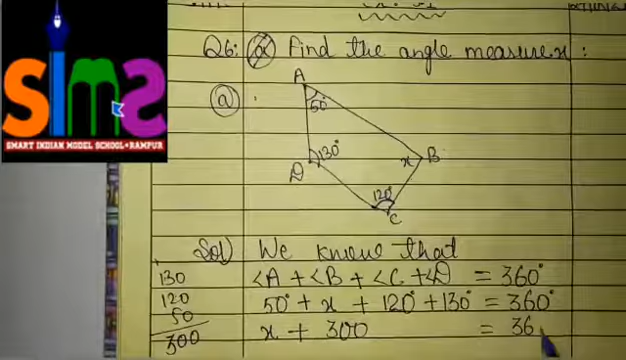 SIMS
SMART INDIAN MODEL SCHOOL-RAMPUR
Q6: (a) Find the angle measure x :
(a) .
A
50°
130°
D
x B
120°
C
Sol) We know that
130
∠A + ∠B + ∠C + ∠D = 360°
120
50° + x + 120° + 130° = 360°
50
x + 300 = 36
300